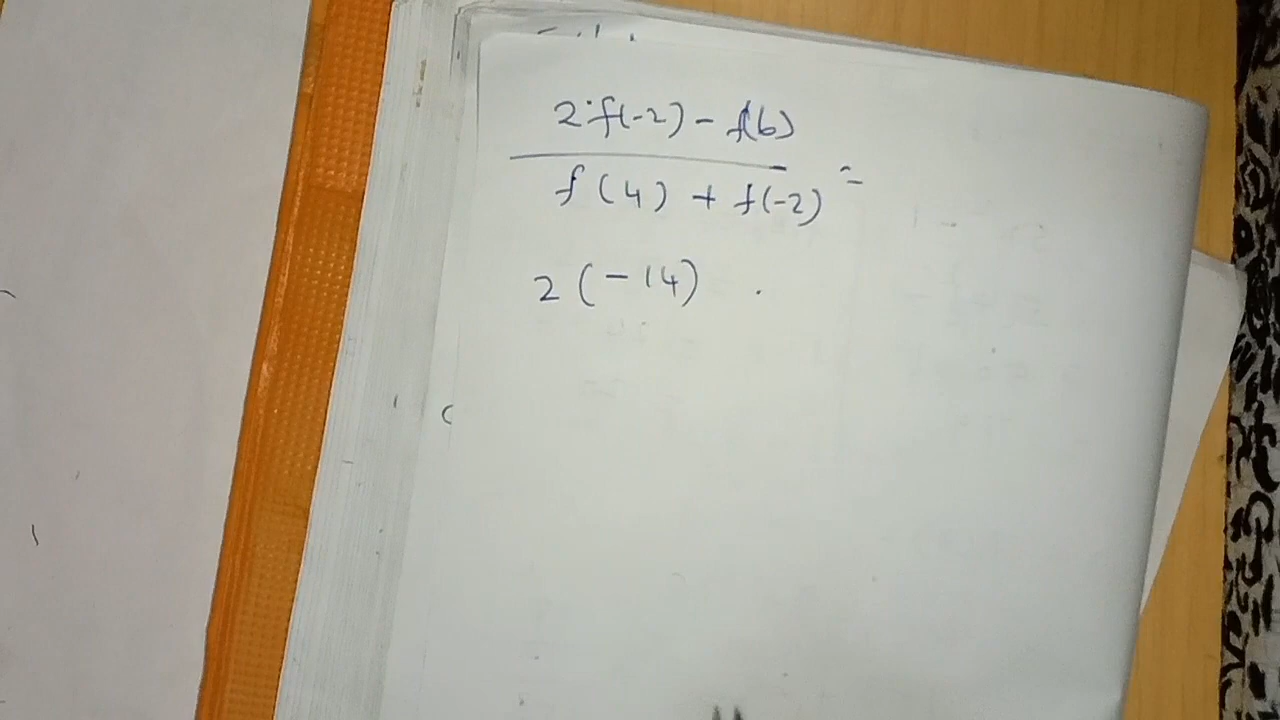 2·f(-2) - f(6)
f(4) + f(-2) =
2(-14)